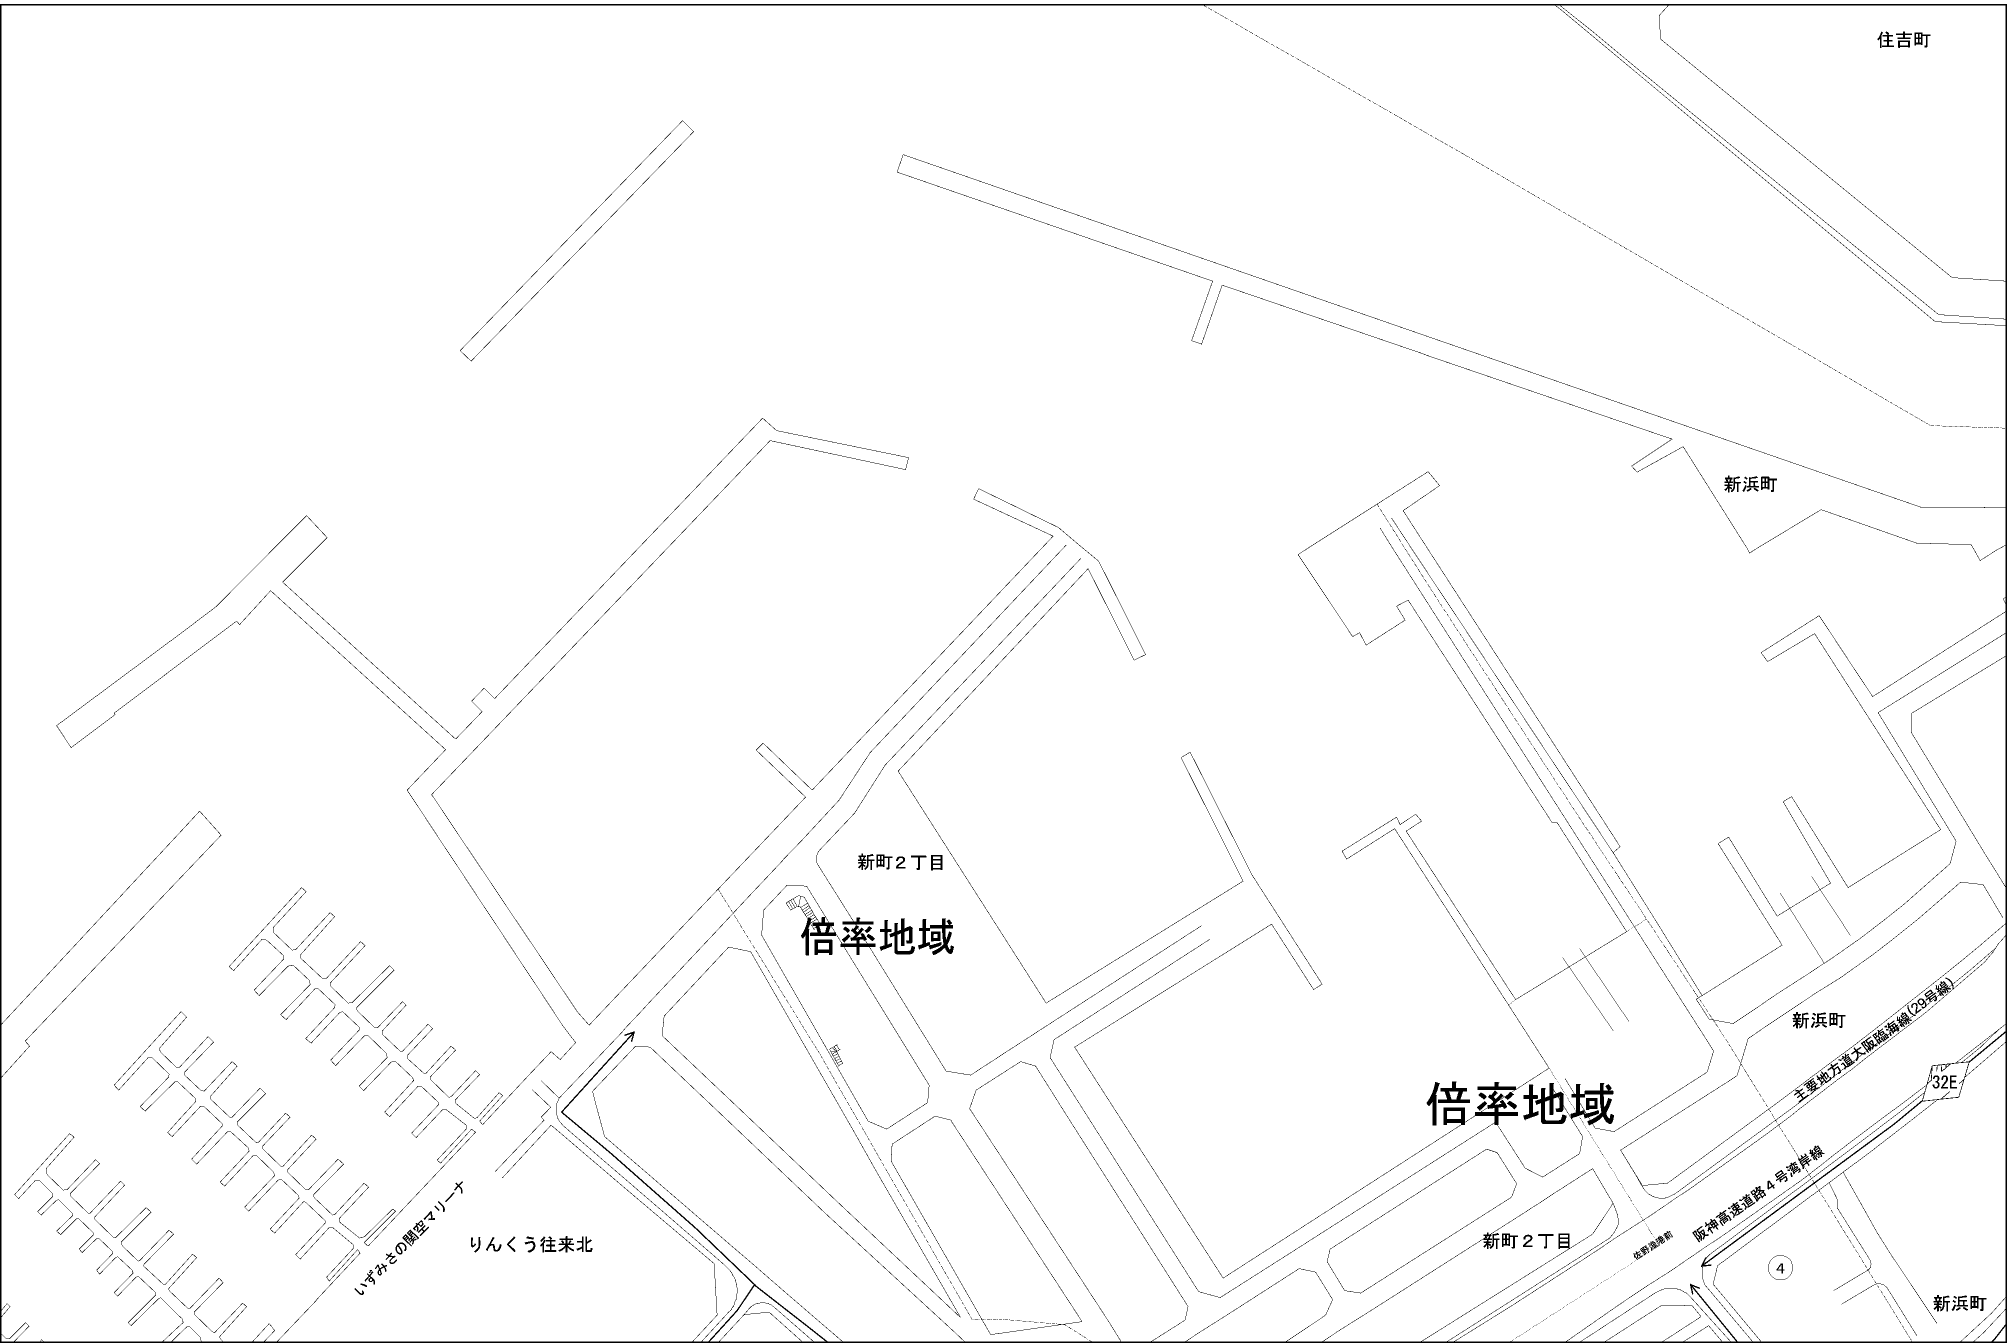 住吉町
新浜町
新町２丁目
倍率地域
新浜町
主要地方道大阪臨海線(29号線)
32E
倍率地域
阪神高速道路４号湾岸線
いずみさの関空マリーナ
りんくう往来北
新町２丁目
佐野漁港前
4
新浜町